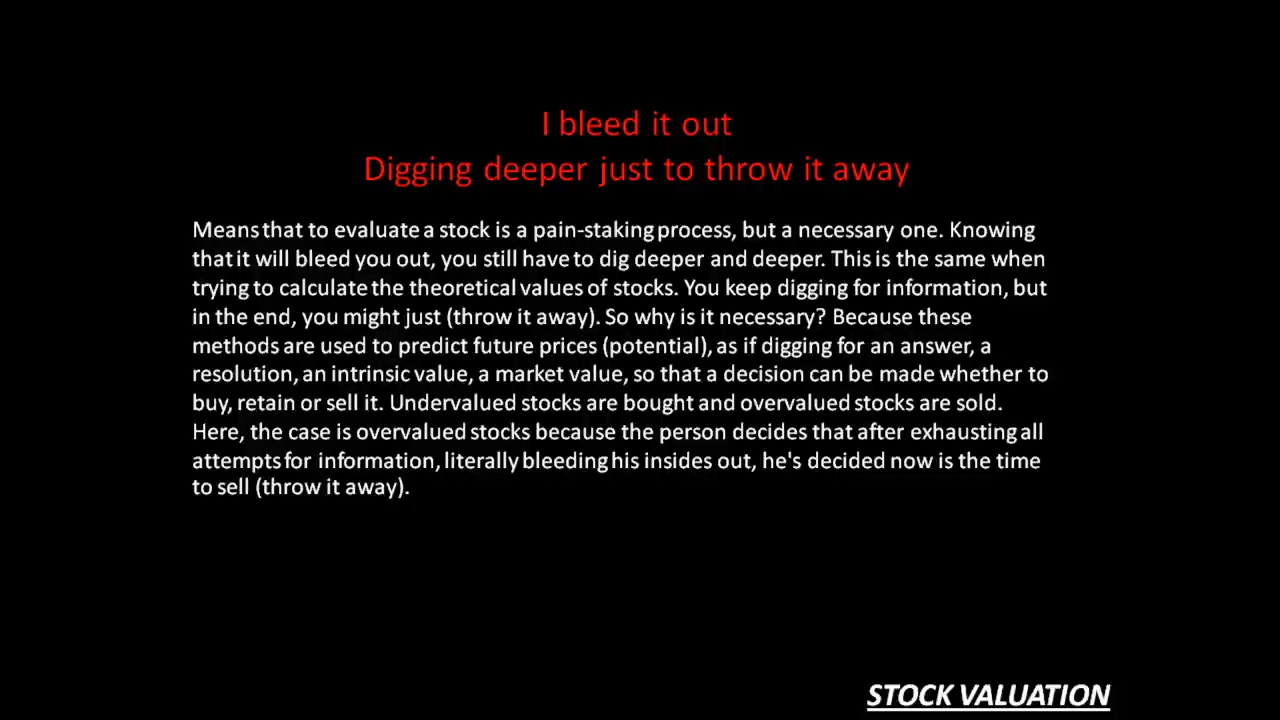 I bleed it out
Digging deeper just to throw it away
Means that to evaluate a stock is a pain-staking process, but a necessary one. Knowing
that it will bleed you out, you still have to dig deeper and deeper. This is the same when
trying to calculate the theoretical values of stocks. You keep digging for information, but
in the end, you might just (throw it away). So why is it necessary? Because these
methods are used to predict future prices (potential), as if digging for an answer, a
resolution, an intrinsic value, a market value, so that a decision can be made whether to
buy, retain or sell it. Undervalued stocks are bought and overvalued stocks are sold.
Here, the case is overvalued stocks because the person decides that after exhausting all
attempts for information, literally bleeding his insides out, he's decided now is the time
to sell (throw it away).
STOCK VALUATION